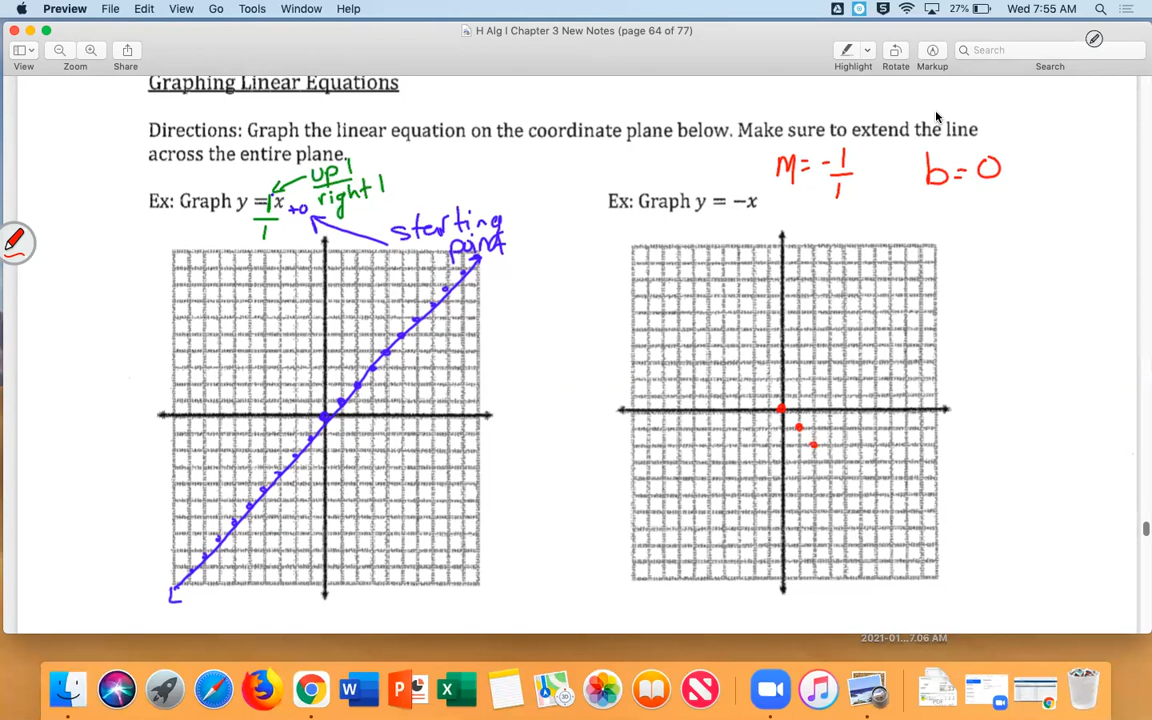 Preview File Edit View Go Tools Window Help 27% Wed 7:55 AM
H Alg I Chapter 3 New Notes (page 64 of 77)
View Zoom Share Highlight Rotate Markup Search
Search
Graphing Linear Equations
Directions: Graph the linear equation on the coordinate plane below. Make sure to extend the line
across the entire plane.
m = -1/1 b = 0
up 1
right 1
Ex: Graph y = 1/1 x +0
starting
point
Ex: Graph y = −x
2021-01...7.06 AM
W P X
PDF